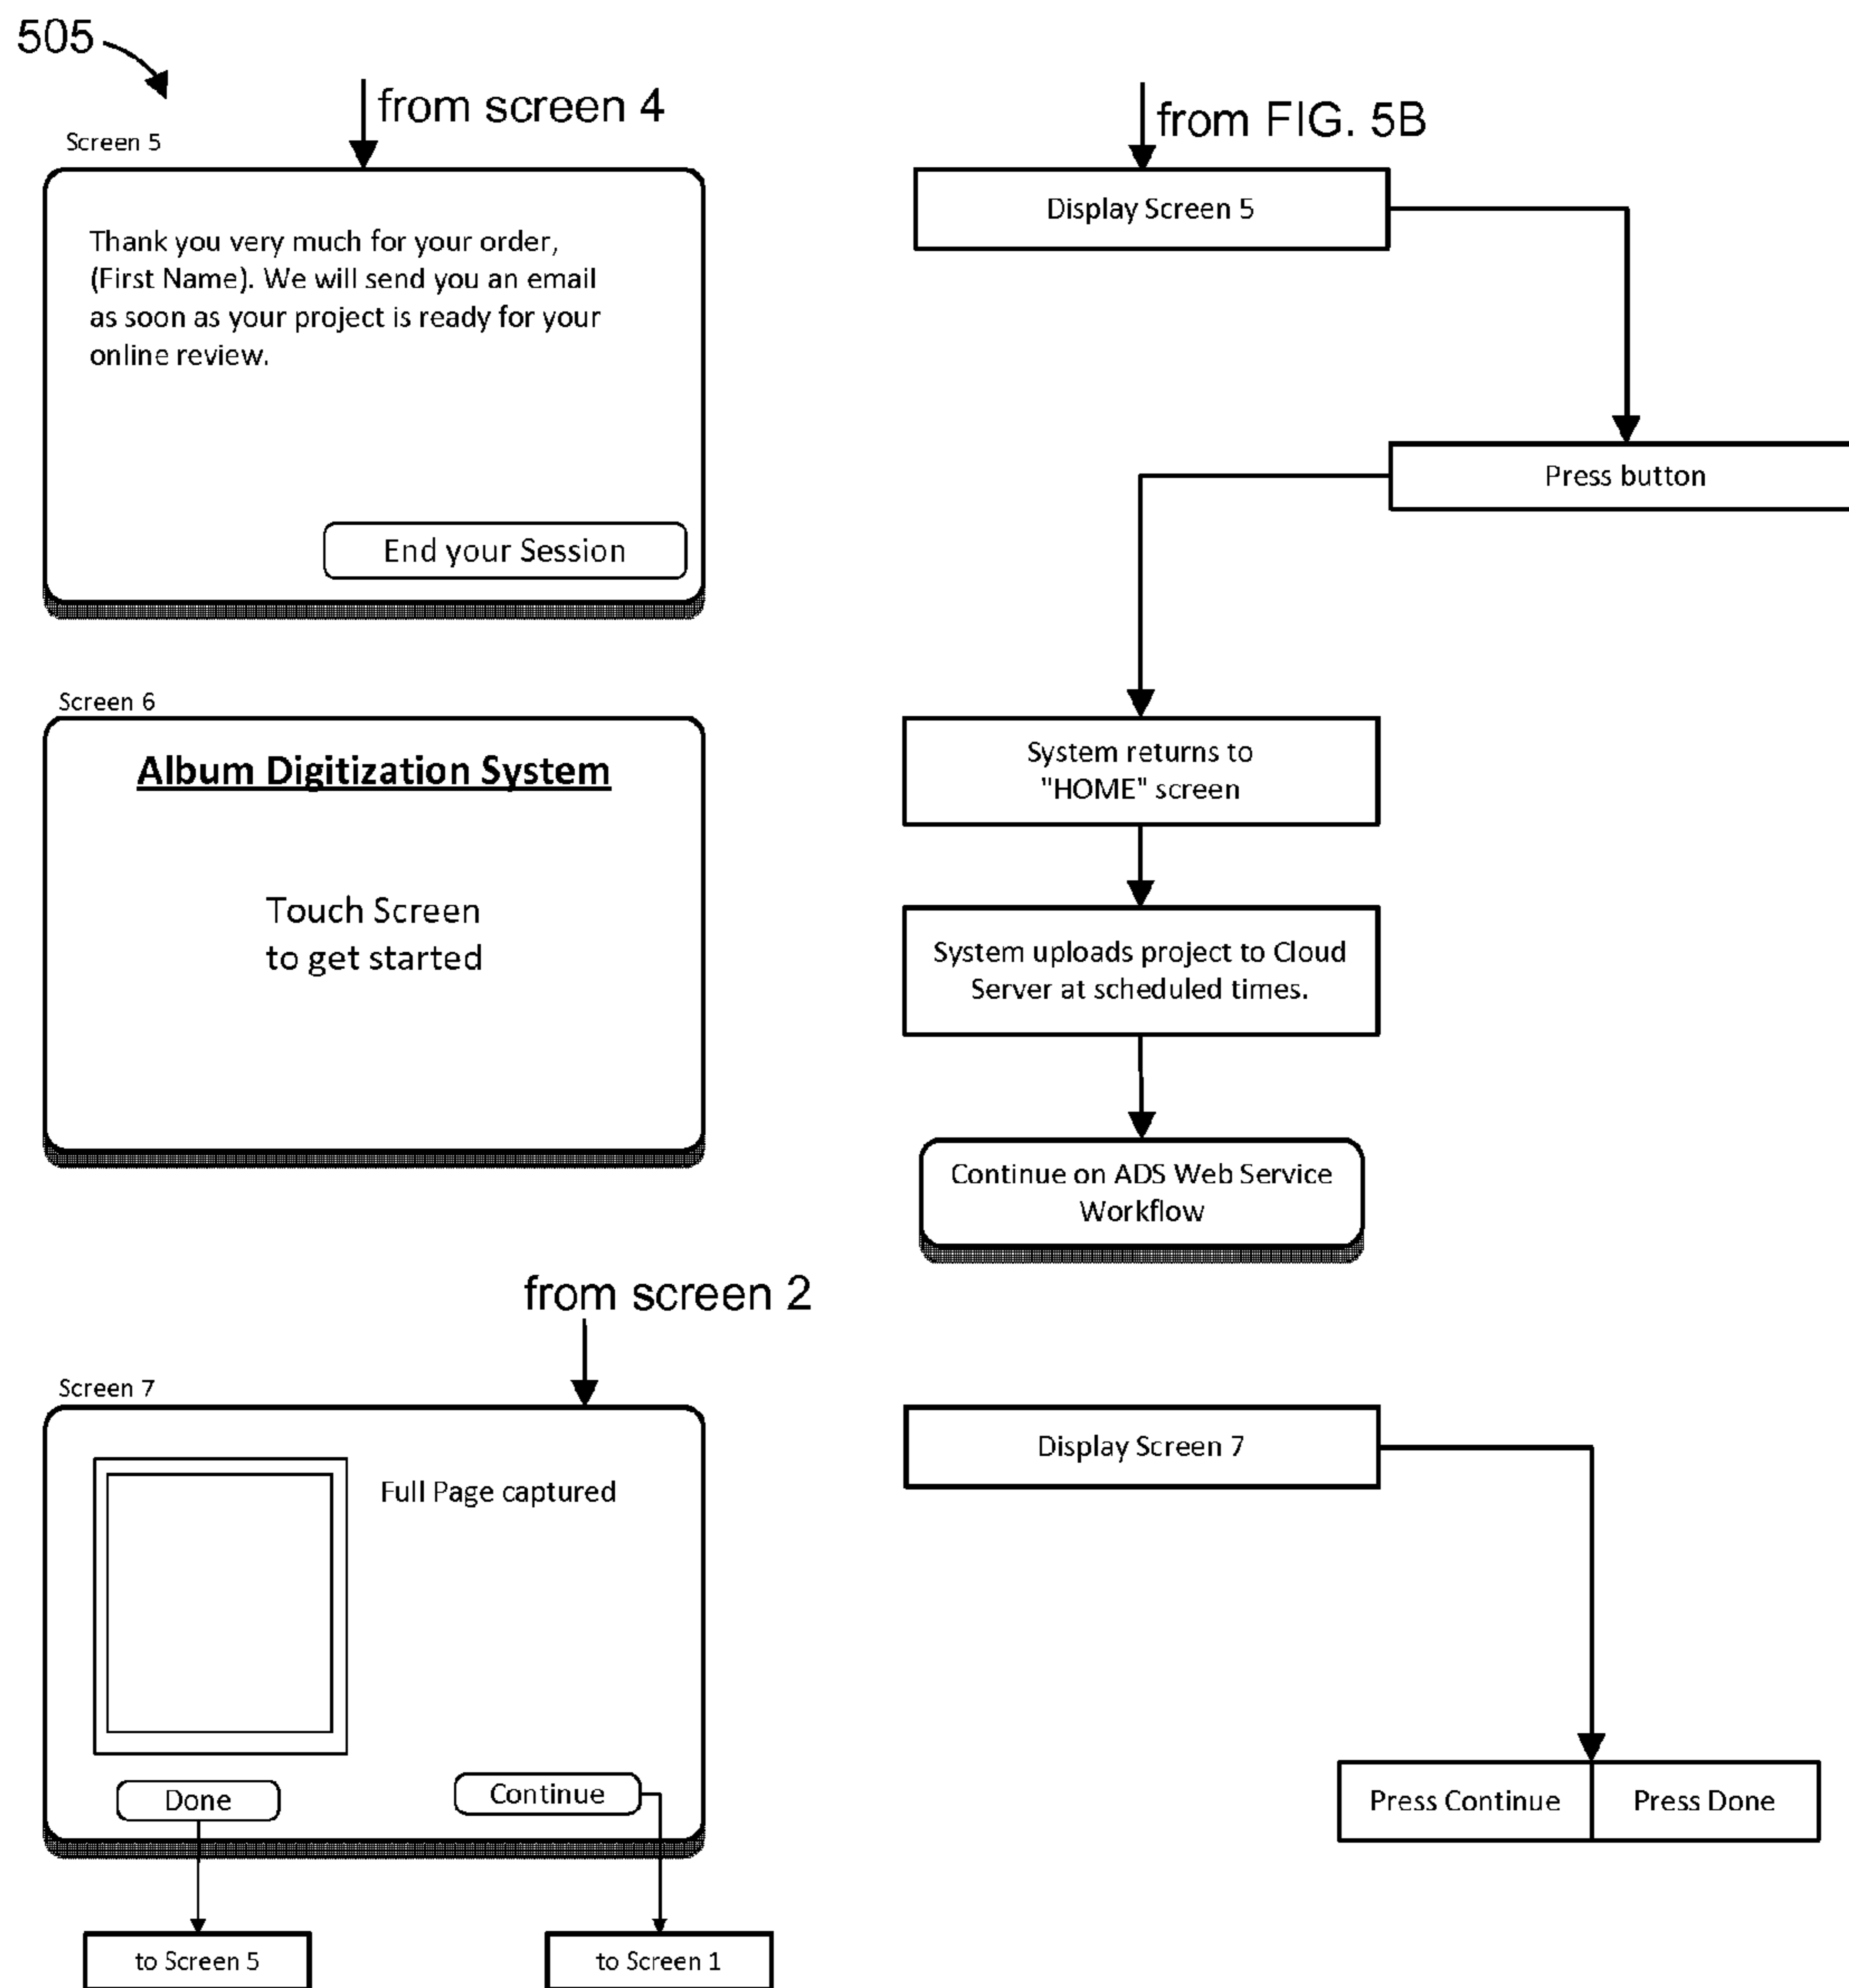 505
from screen 4
Screen 5
Thank you very much for your order,
(First Name). We will send you an email
as soon as your project is ready for your
online review.
End your Session
from FIG. 5B
Display Screen 5
Press button
Screen 6
Album Digitization System
Touch Screen
to get started
System returns to
"HOME" screen
System uploads project to Cloud
Server at scheduled times.
Continue on ADS Web Service
Workflow
from screen 2
Screen 7
Full Page captured
Done
Continue
to Screen 5
to Screen 1
Display Screen 7
Press Continue
Press Done